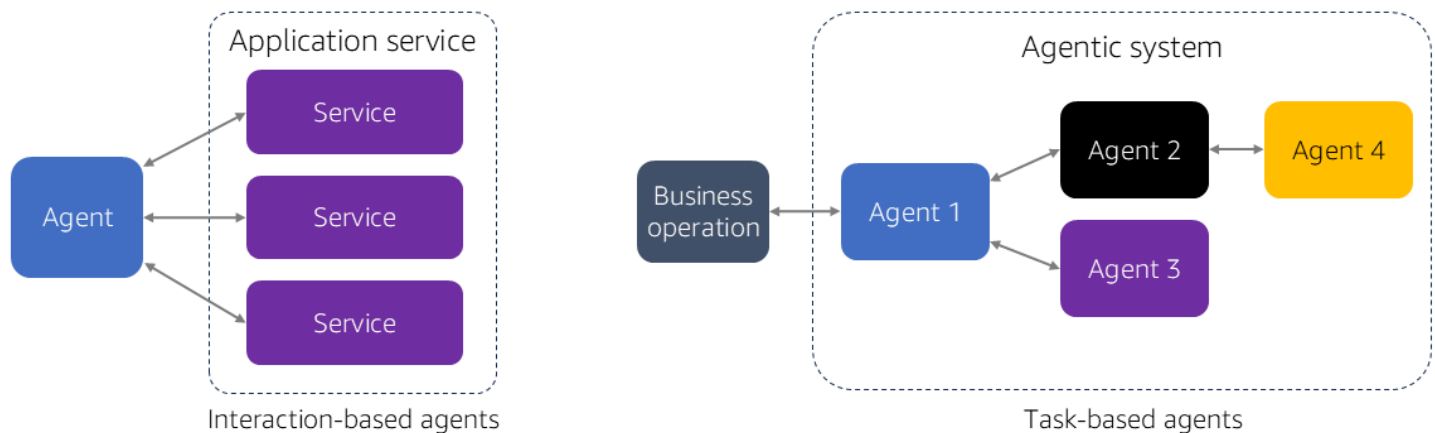 Application service
Service
Agent
Service
Service
Interaction-based agents
Agentic system
Business
operation
Agent 1
Agent 2
Agent 4
Agent 3
Task-based agents